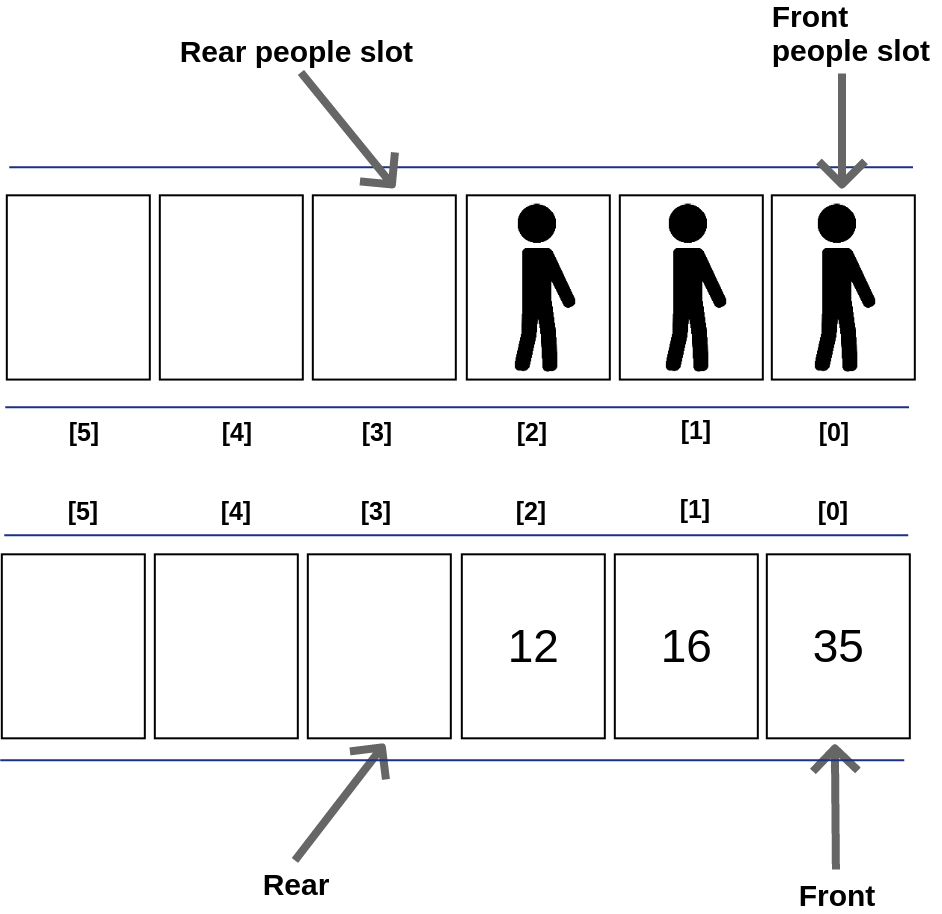 Front
people slot
Rear people slot
[5] [4] [3] [2] [1] [0]
[5] [4] [3] [2] [1] [0]
12 16 35
Rear
Front